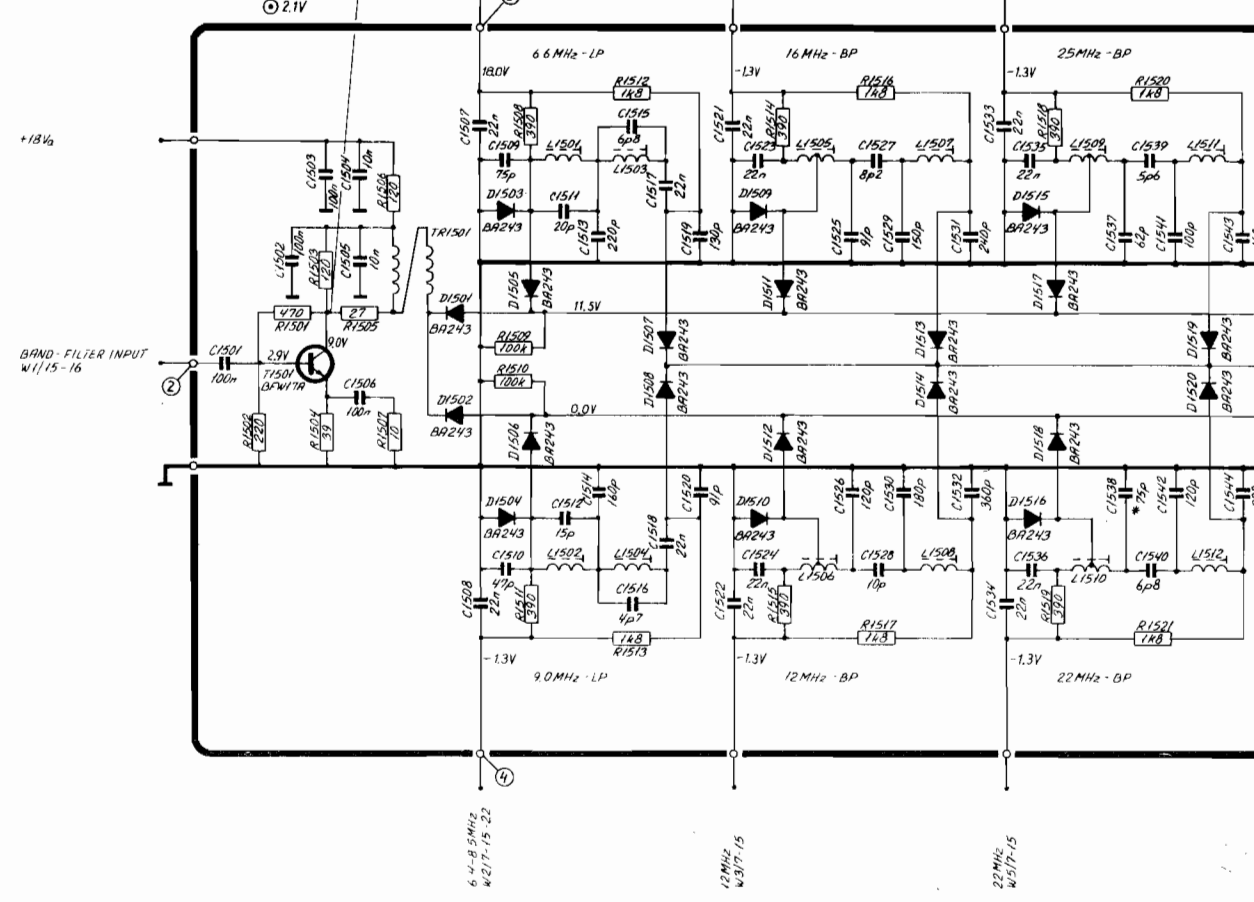 ⊙ 2.1V
6.6MHz-LP
16MHz-BP
25MHz-BP
18.0V
-1.3V
-1.3V
R1512
1k8
R1516
1k8
R1520
1k8
C1507
22n
R1508
390
C1515
6p8
C1521
22n
R1514
390
C1533
22n
R1518
390
+18Va
C1503
100n
C1504
10n
R1506
120
C1509
75p
L1501
L1503
C1517
22n
C1523
22n
L1505
C1527
8p2
L1507
C1535
22n
L1509
C1539
5p6
L1511
D1503
BA243
C1511
20p
C1513
220p
C1519
130p
D1509
BA243
C1525
91p
C1529
150p
C1531
240p
D1515
BA243
C1537
62p
C1541
100p
C1543
C1502
100n
R1503
120
C1505
10n
TR1501
D1505
BA243
D1511
BA243
D1517
BA243
470
R1501
27
R1505
D1501
BA243
11.5V
9.0V
R1509
100k
D1507
BA243
D1513
BA243
D1519
BA243
BAND-FILTER INPUT
W1/15-16
2
C1501
100n
2.9V
T1501
BFW17A
R1510
100k
D1508
BA243
D1514
BA243
D1520
BA243
C1506
100n
D1502
BA243
0.0V
R1502
220
R1504
39
R1507
10
D1506
BA243
D1512
BA243
D1518
BA243
D1504
BA243
C1512
15p
C1514
160p
C1520
91p
D1510
BA243
C1526
120p
C1530
180p
C1532
360p
D1516
BA243
C1538
*75p
C1542
120p
C1544
C1510
47p
L1502
L1504
C1518
22n
C1524
22n
L1506
C1528
10p
L1508
C1536
22n
L1510
C1540
6p8
L1512
C1508
22n
R1511
390
C1516
4p7
C1522
22n
R1515
390
C1534
22n
R1519
390
1k8
R1513
R1517
1k8
R1521
1k8
-1.3V
-1.3V
-1.3V
9.0MHz-LP
12MHz-BP
22MHz-BP
4
6.4-8.5MHz
W2/7-15-22
12MHz
W3/7-15
22MHz
W5/7-15